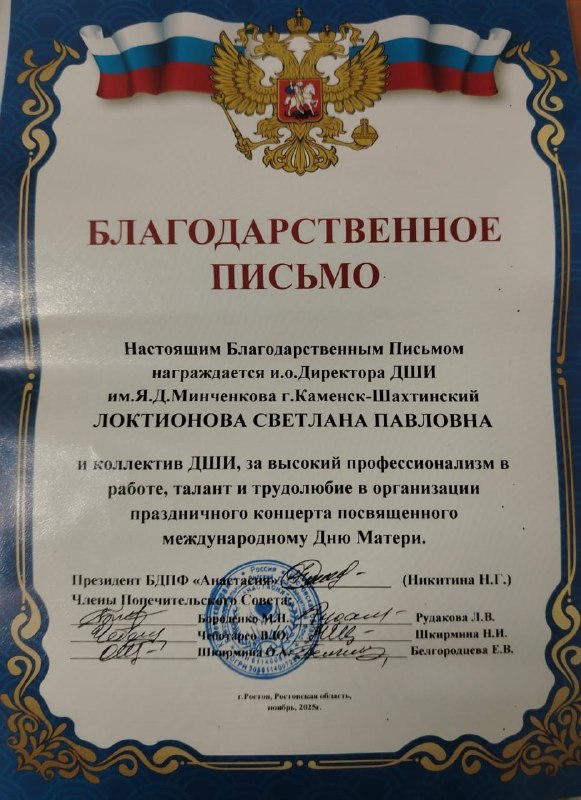 БЛАГОДАРСТВЕННОЕ
ПИСЬМО
Настоящим Благодарственным Письмом
награждается и.о.Директора ДШИ
им.Я.Д.Минченкова г.Каменск-Шахтинский
ЛОКТИОНОВА СВЕТЛАНА ПАВЛОВНА
и коллектив ДШИ, за высокий профессионализм в
работе, талант и трудолюбие в организации
праздничного концерта посвященного
международному Дню Матери.
Президент БДПФ «Анастасия» (Никитина Н.Г.)
Члены Попечительского Совета:
Бороденко М.Н. Рудакова Л.В.
Чеботарев Шкирмина Н.И.
Шкирмина О.А. Белгородцева Е.В.
г.Ростов, Ростовская область,
ноябрь, 2025г.